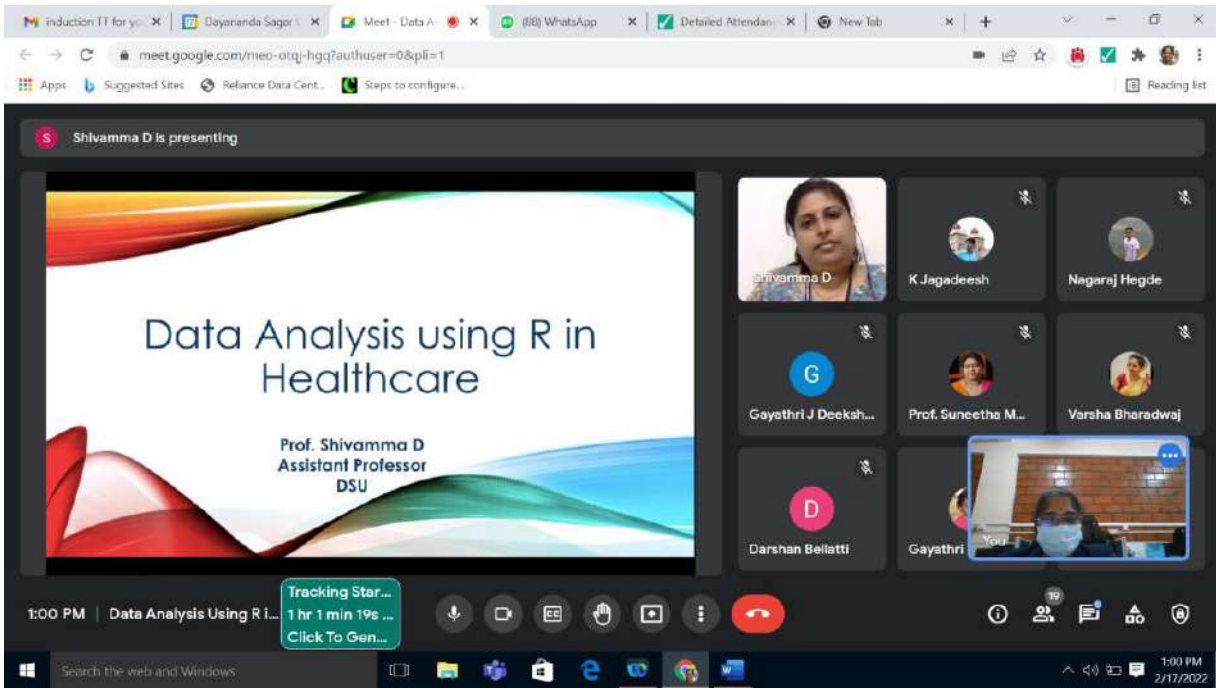 induction IT for yo
Dayananda Sagar
Meet - Data A
(88) WhatsApp
Detailed Attendan
New Tab
meet.google.com/meo-otqj-hgq?authuser=0&pli=1
Apps
Suggested Sites
Reliance Data Cent...
Steps to configure...
Reading list
S
Shivamma D is presenting
Data Analysis using R in
Healthcare
Prof. Shivamma D
Assistant Professor
DSU
Shivamma D
K Jagadeesh
Nagaraj Hegde
G
Gayathri J Deeksh...
Prof. Suneetha M...
Varsha Bharadwaj
D
Darshan Bellatti
Gayathri
You
1:00 PM | Data Analysis Using R i...
Tracking Star...
1 hr 1 min 19s ...
Click To Gen...
19
Search the web and Windows
1:00 PM
2/17/2022